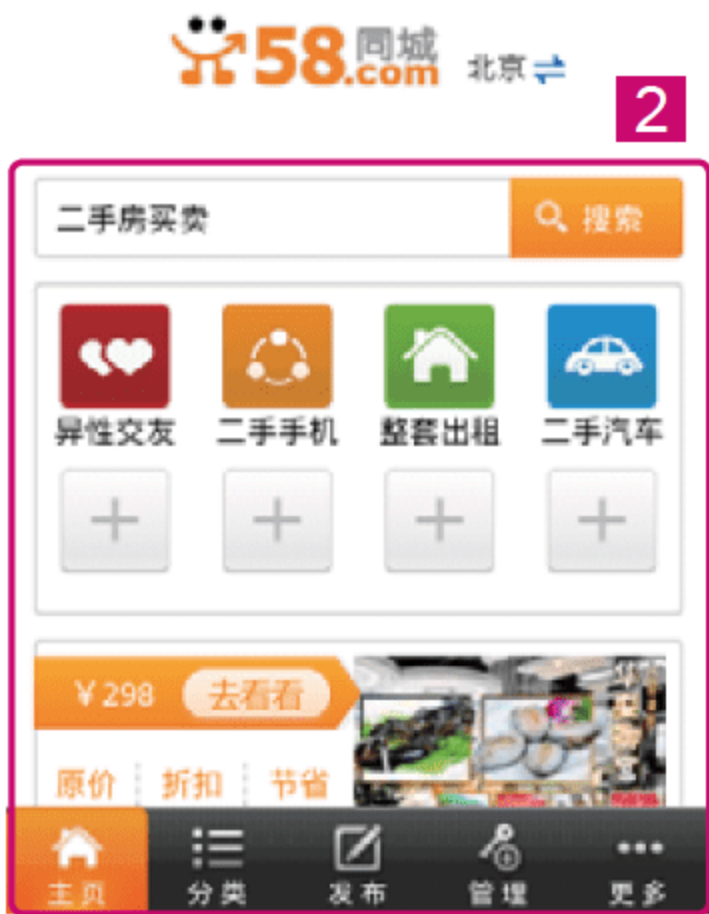 58.com 同城 北京
2
二手房买卖 搜索
异性交友 二手手机 整套出租 二手汽车
¥298 去看看
原价 折扣 节省
主页 分类 发布 管理 更多